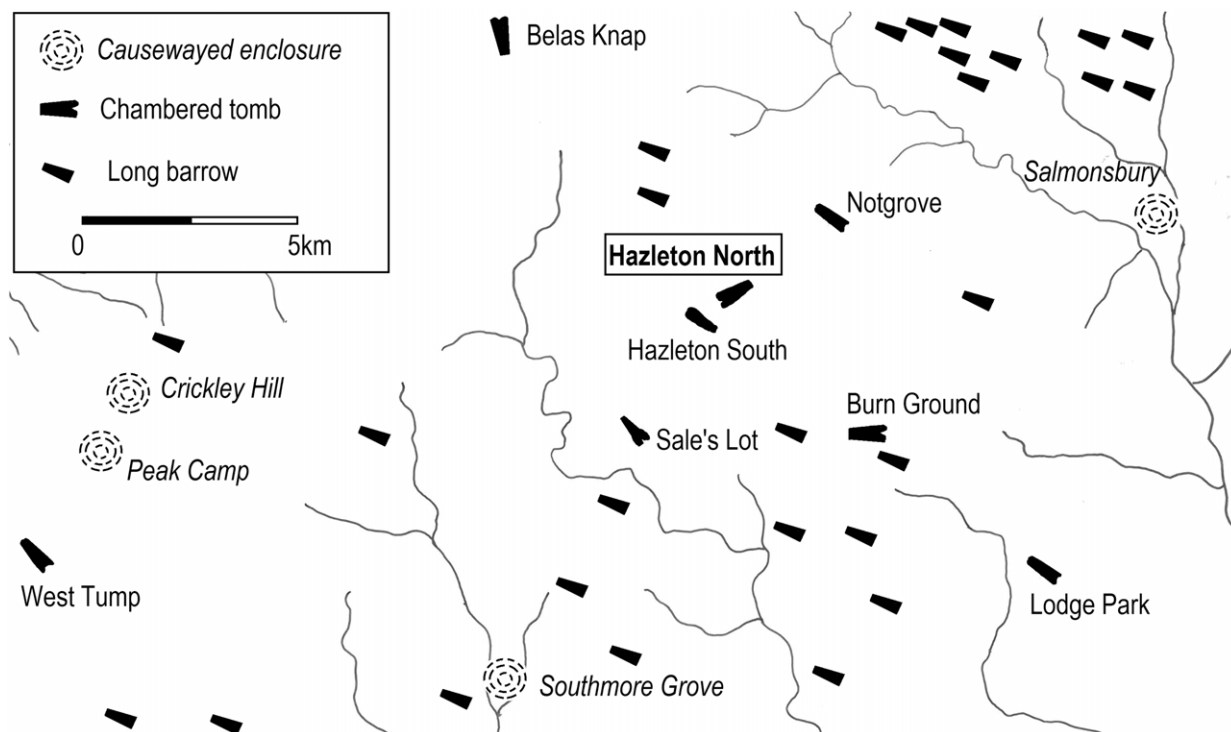 Causewayed enclosure
Chambered tomb
Long barrow
0 5km
Belas Knap
Salmonsbury
Notgrove
Hazleton North
Hazleton South
Crickley Hill
Burn Ground
Sale's Lot
Peak Camp
West Tump
Lodge Park
Southmore Grove